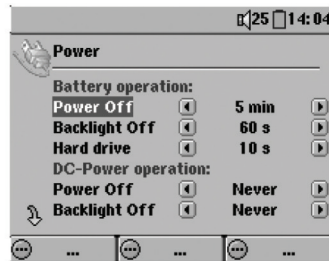 25 14:04
Power
Battery operation:
Power Off 5 min
Backlight Off 60 s
Hard drive 10 s
DC-Power operation:
Power Off Never
Backlight Off Never
... ... ...